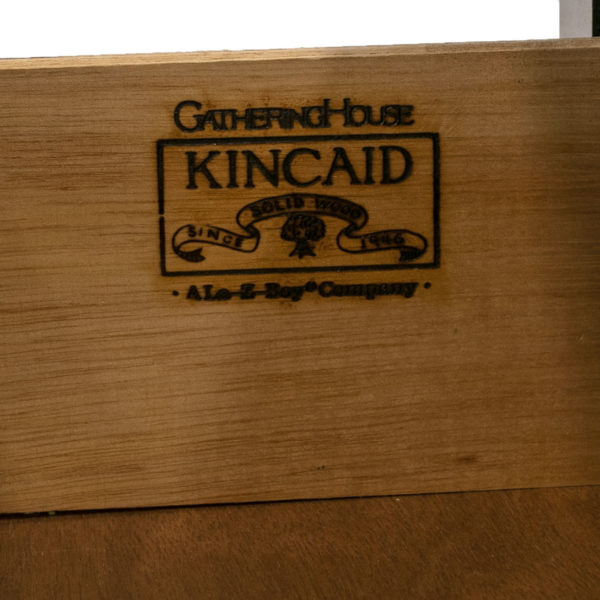 GATHERINGHOUSE
KINCAID
SOLID WOOD
SINCE 1946
· A La-Z-Boy® Company ·